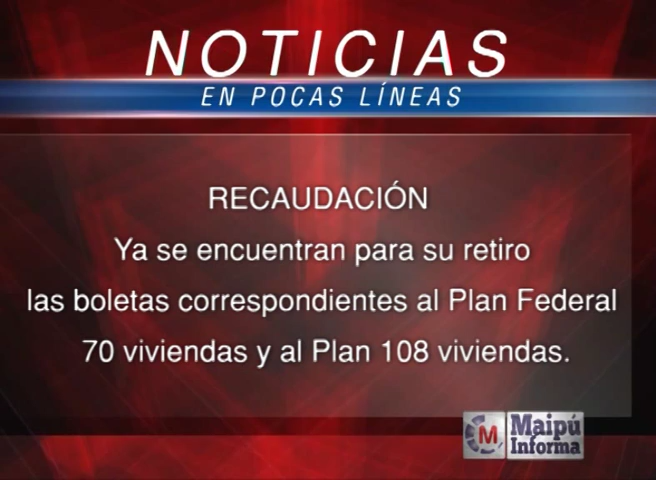 NOTICIAS
EN POCAS LÍNEAS
RECAUDACIÓN
Ya se encuentran para su retiro
las boletas correspondientes al Plan Federal
70 viviendas y al Plan 108 viviendas.
M Maipú
Informa